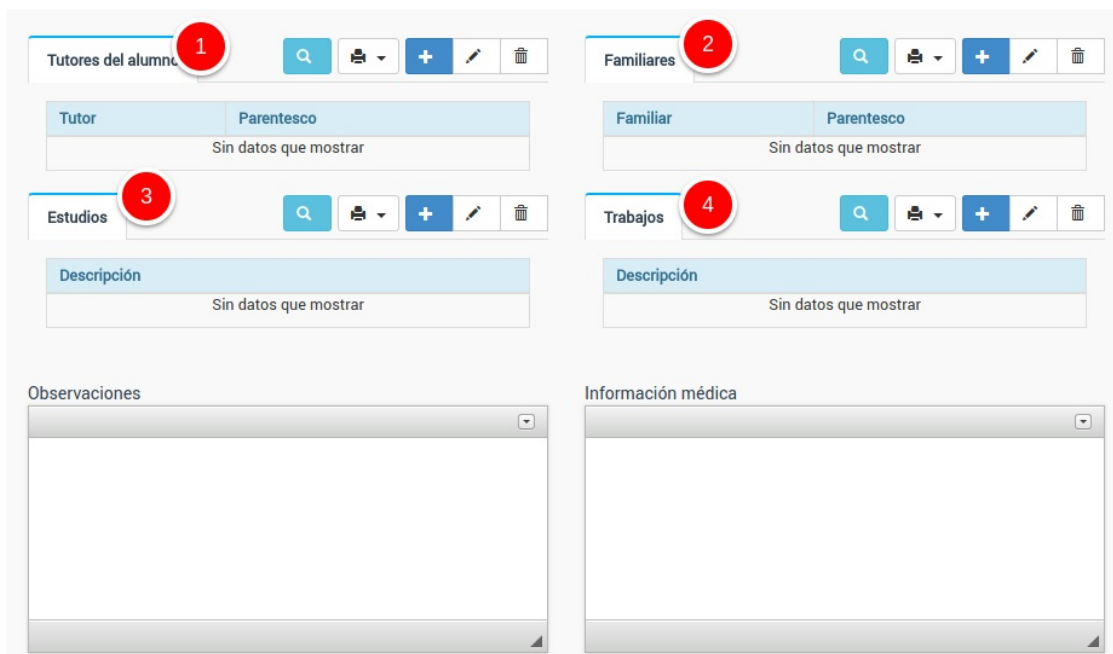 Tutores del alumno
1
Familiares
2
Tutor
Parentesco
Sin datos que mostrar
Familiar
Parentesco
Sin datos que mostrar
Estudios
3
Trabajos
4
Descripción
Sin datos que mostrar
Descripción
Sin datos que mostrar
Observaciones
Información médica